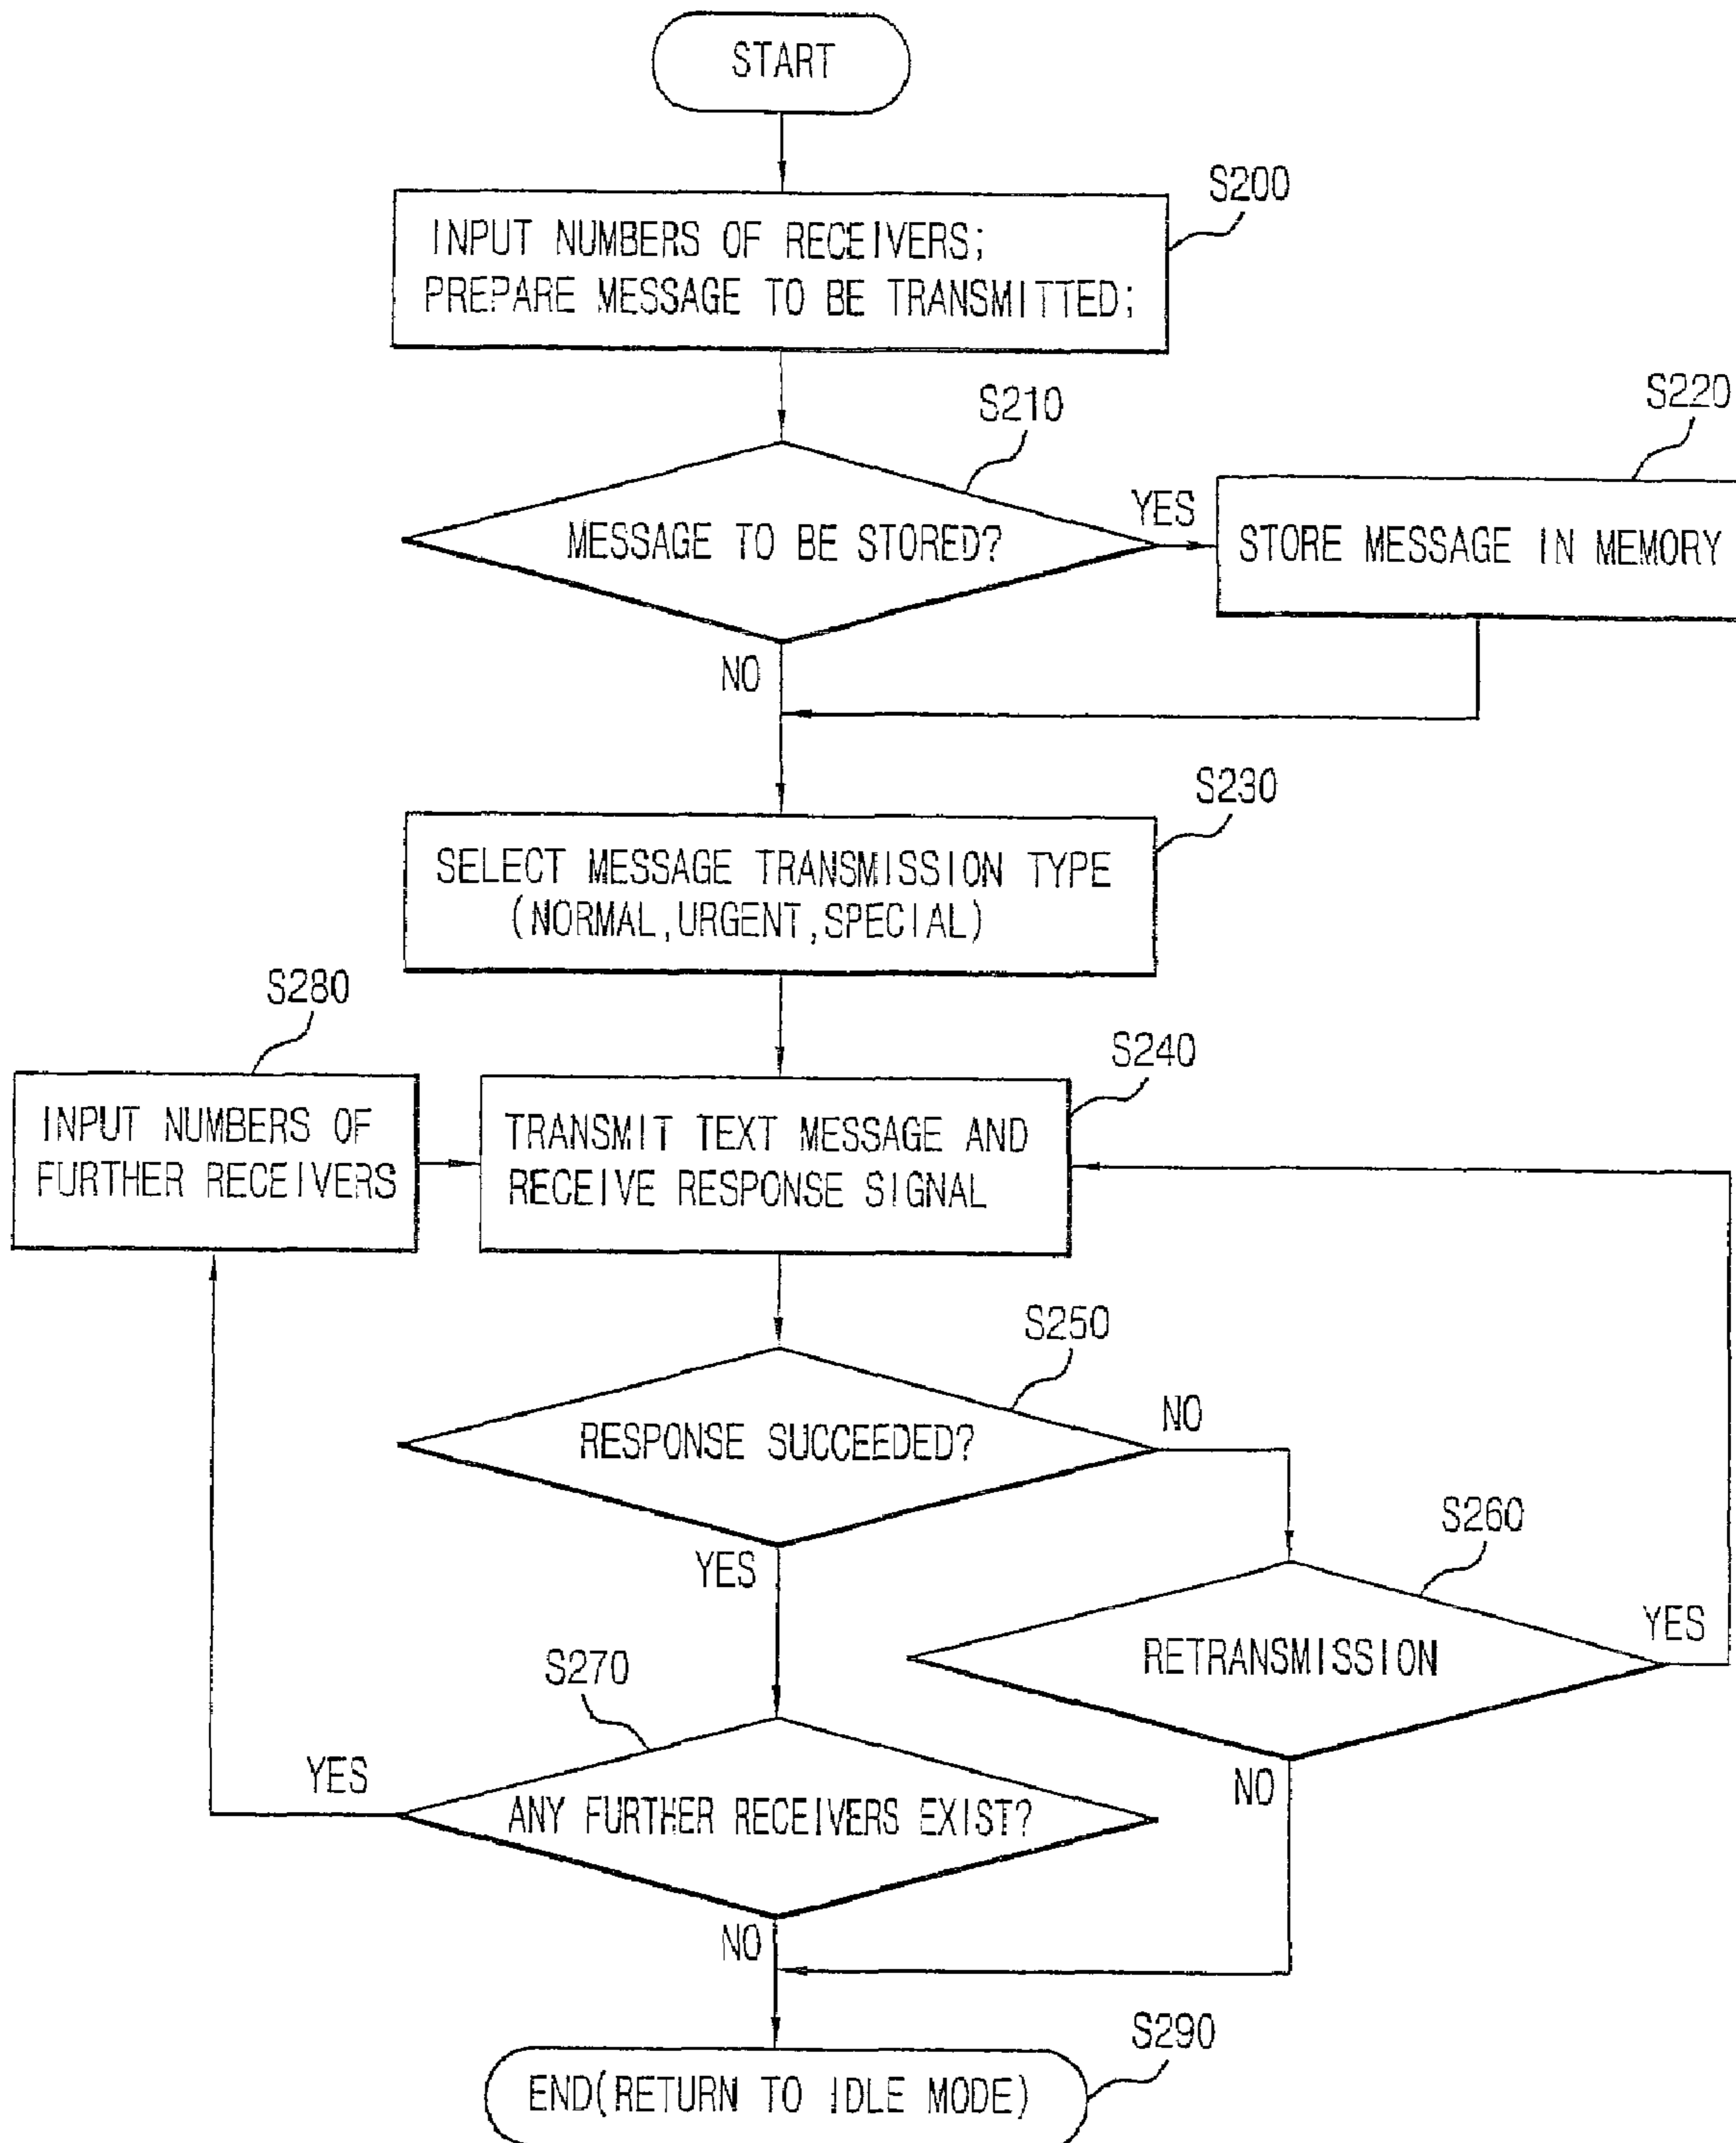 START
S200
INPUT NUMBERS OF RECEIVERS;
PREPARE MESSAGE TO BE TRANSMITTED;
S210
S220
MESSAGE TO BE STORED?
YES
STORE MESSAGE IN MEMORY
NO
S230
SELECT MESSAGE TRANSMISSION TYPE
(NORMAL,URGENT,SPECIAL)
S280
S240
INPUT NUMBERS OF
FURTHER RECEIVERS
TRANSMIT TEXT MESSAGE AND
RECEIVE RESPONSE SIGNAL
S250
RESPONSE SUCCEEDED?
NO
YES
S260
RETRANSMISSION
YES
NO
S270
YES
ANY FURTHER RECEIVERS EXIST?
NO
S290
END(RETURN TO IDLE MODE)